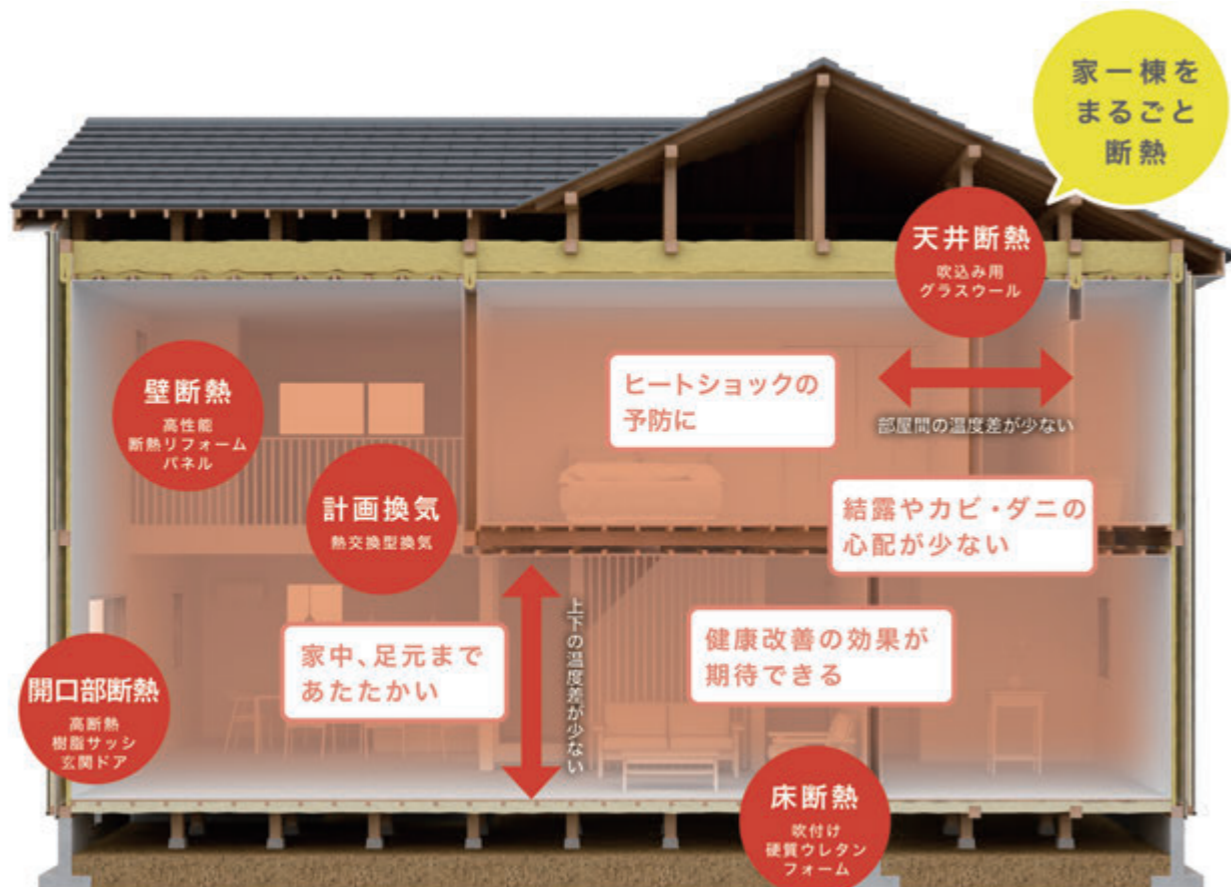 家一棟を
まるごと
断熱
天井断熱
吹込み用
グラスウール
壁断熱
高性能
断熱リフォーム
パネル
ヒートショックの
予防に
部屋間の温度差が少ない
計画換気
熱交換型換気
結露やカビ・ダニの
心配が少ない
上下の温度差が少ない
家中、足元まで
あたたかい
健康改善の効果が
期待できる
開口部断熱
高断熱
樹脂サッシ
玄関ドア
床断熱
吹付け
硬質ウレタン
フォーム